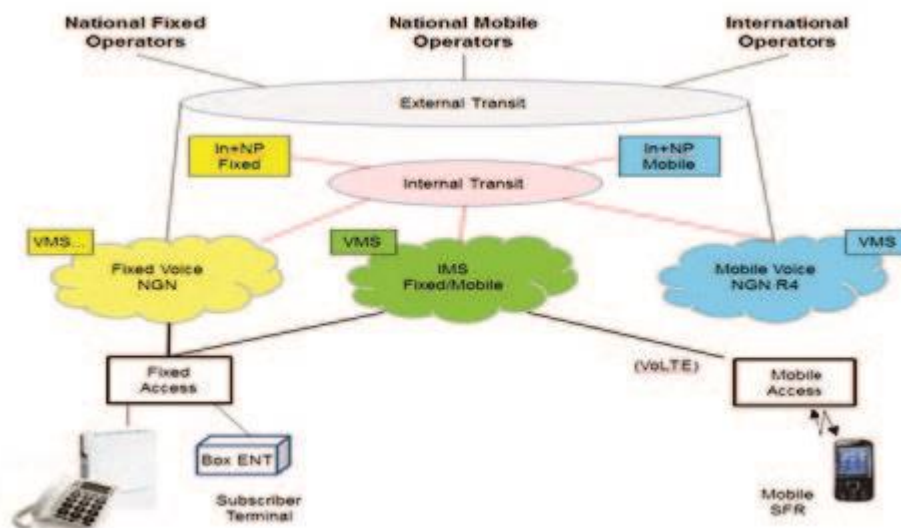 National Fixed
Operators
National Mobile
Operators
International
Operators
External Transit
In+NP
Fixed
In+NP
Mobile
Internal Transit
VMS...
VMS
VMS
Fixed Voice
NGN
IMS
Fixed/Mobile
Mobile Voice
NGN R4
Fixed
Access
(VoLTE)
Mobile
Access
Box ENT
Subscriber
Terminal
Mobile
SFR